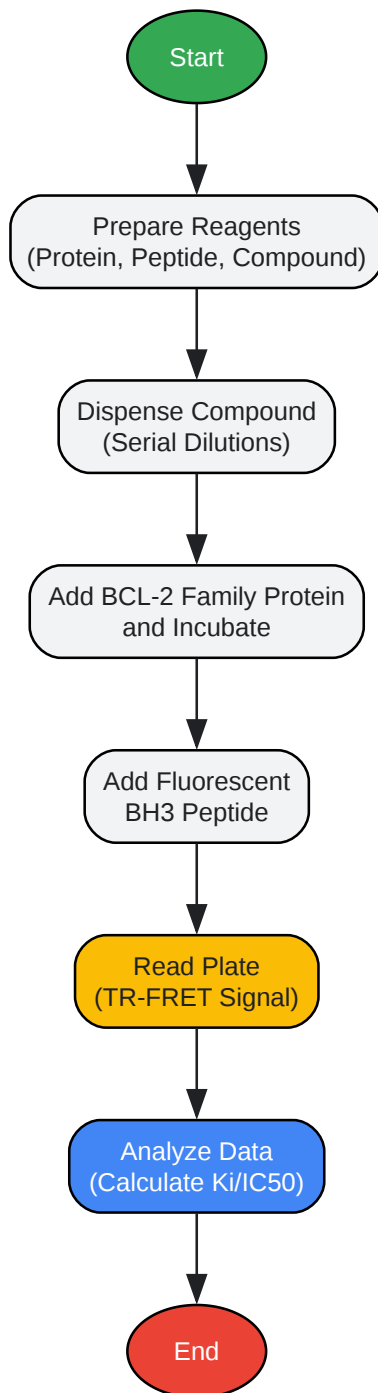 Start
Prepare Reagents
(Protein, Peptide, Compound)
Dispense Compound
(Serial Dilutions)
Add BCL-2 Family Protein
and Incubate
Add Fluorescent
BH3 Peptide
Read Plate
(TR-FRET Signal)
Analyze Data
(Calculate Ki/IC50)
End